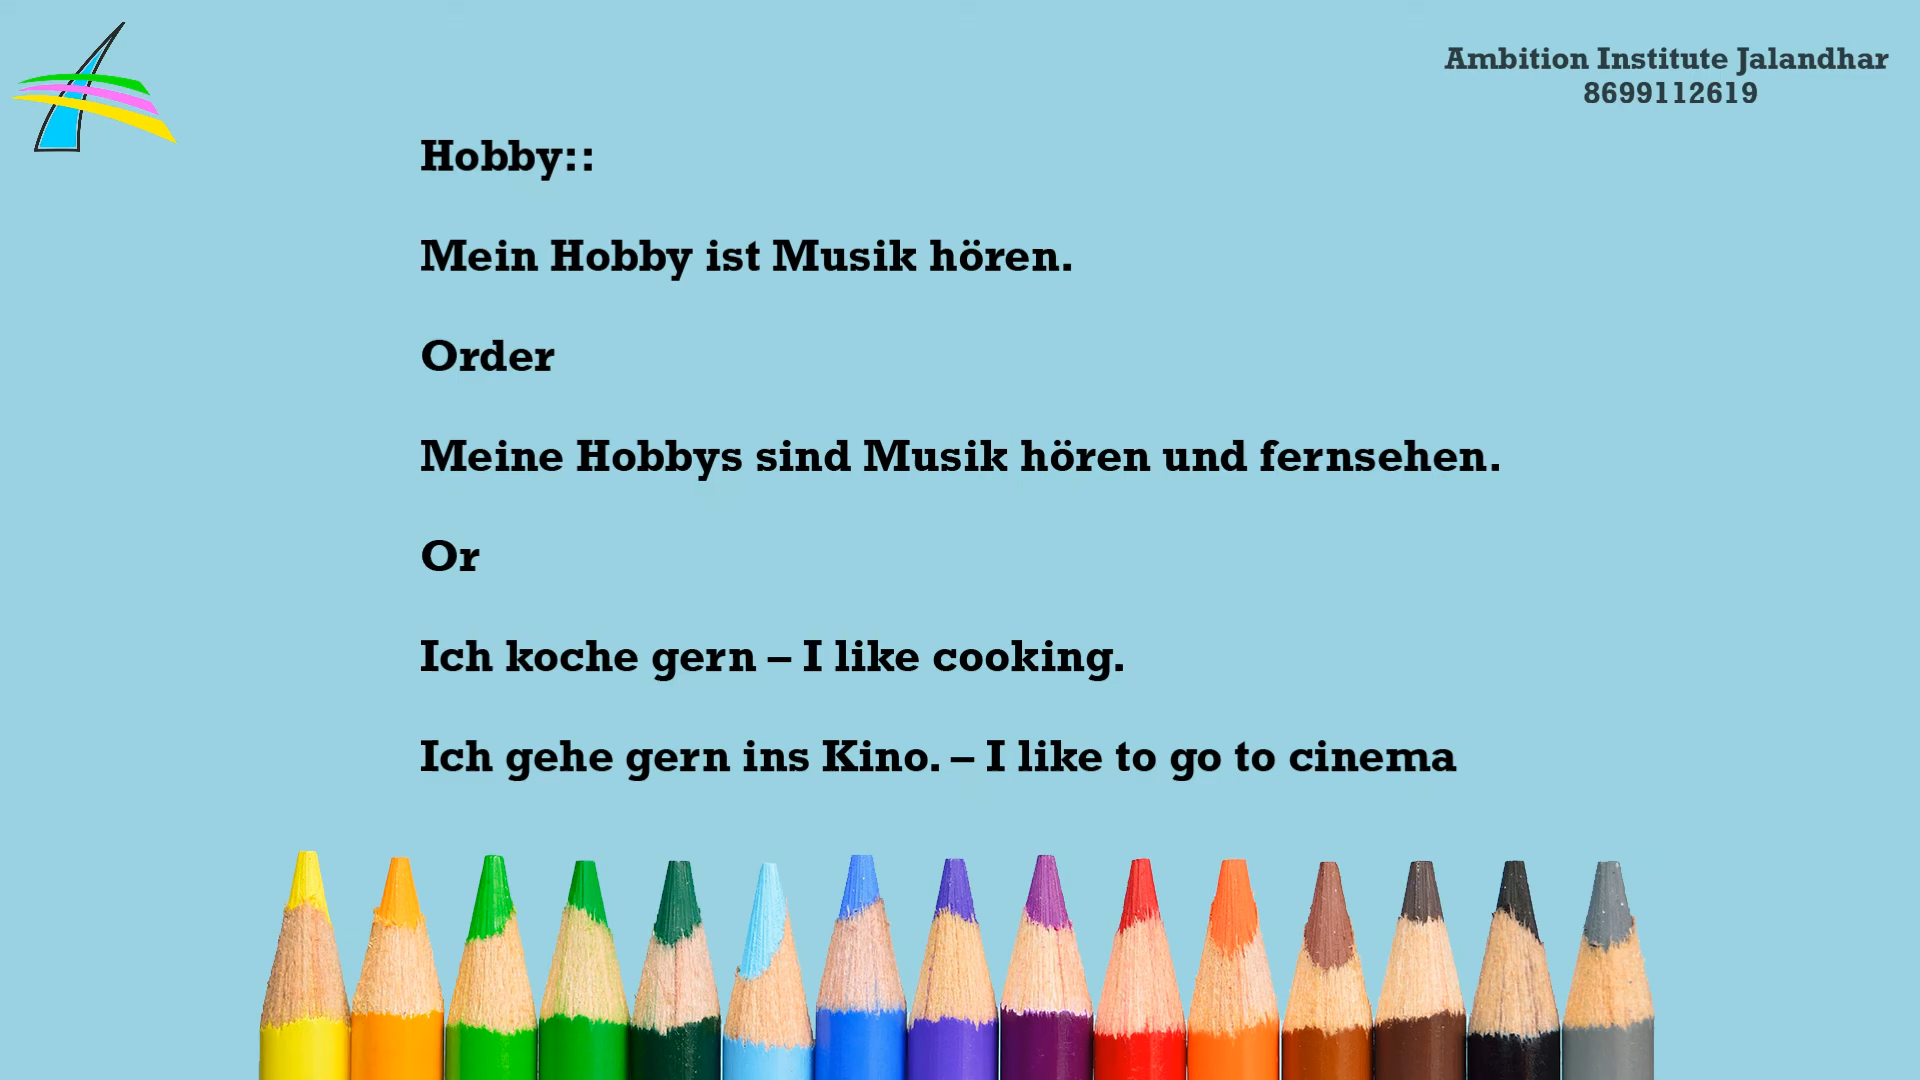 Ambition Institute Jalandhar
8699112619
Hobby::
Mein Hobby ist Musik hören.
Order
Meine Hobbys sind Musik hören und fernsehen.
Or
Ich koche gern – I like cooking.
Ich gehe gern ins Kino. – I like to go to cinema